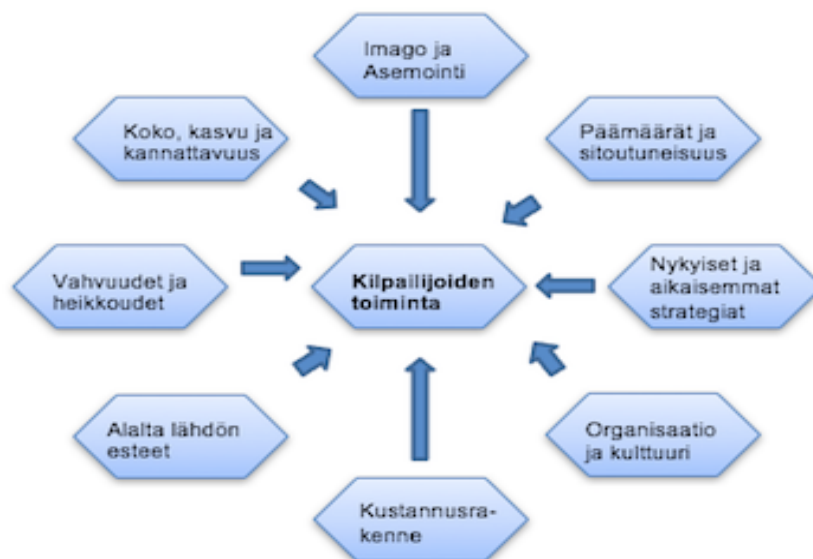 Imago ja
Asemointi
Koko, kasvu ja
kannattavuus
Päämäärät ja
sitoutuneisuus
Vahvuudet ja
heikkoudet
Kilpailijoiden
toiminta
Nykyiset ja
aikaisemmat
strategiat
Alalta lähdön
esteet
Organisaatio
ja kulttuuri
Kustannusra-
kenne